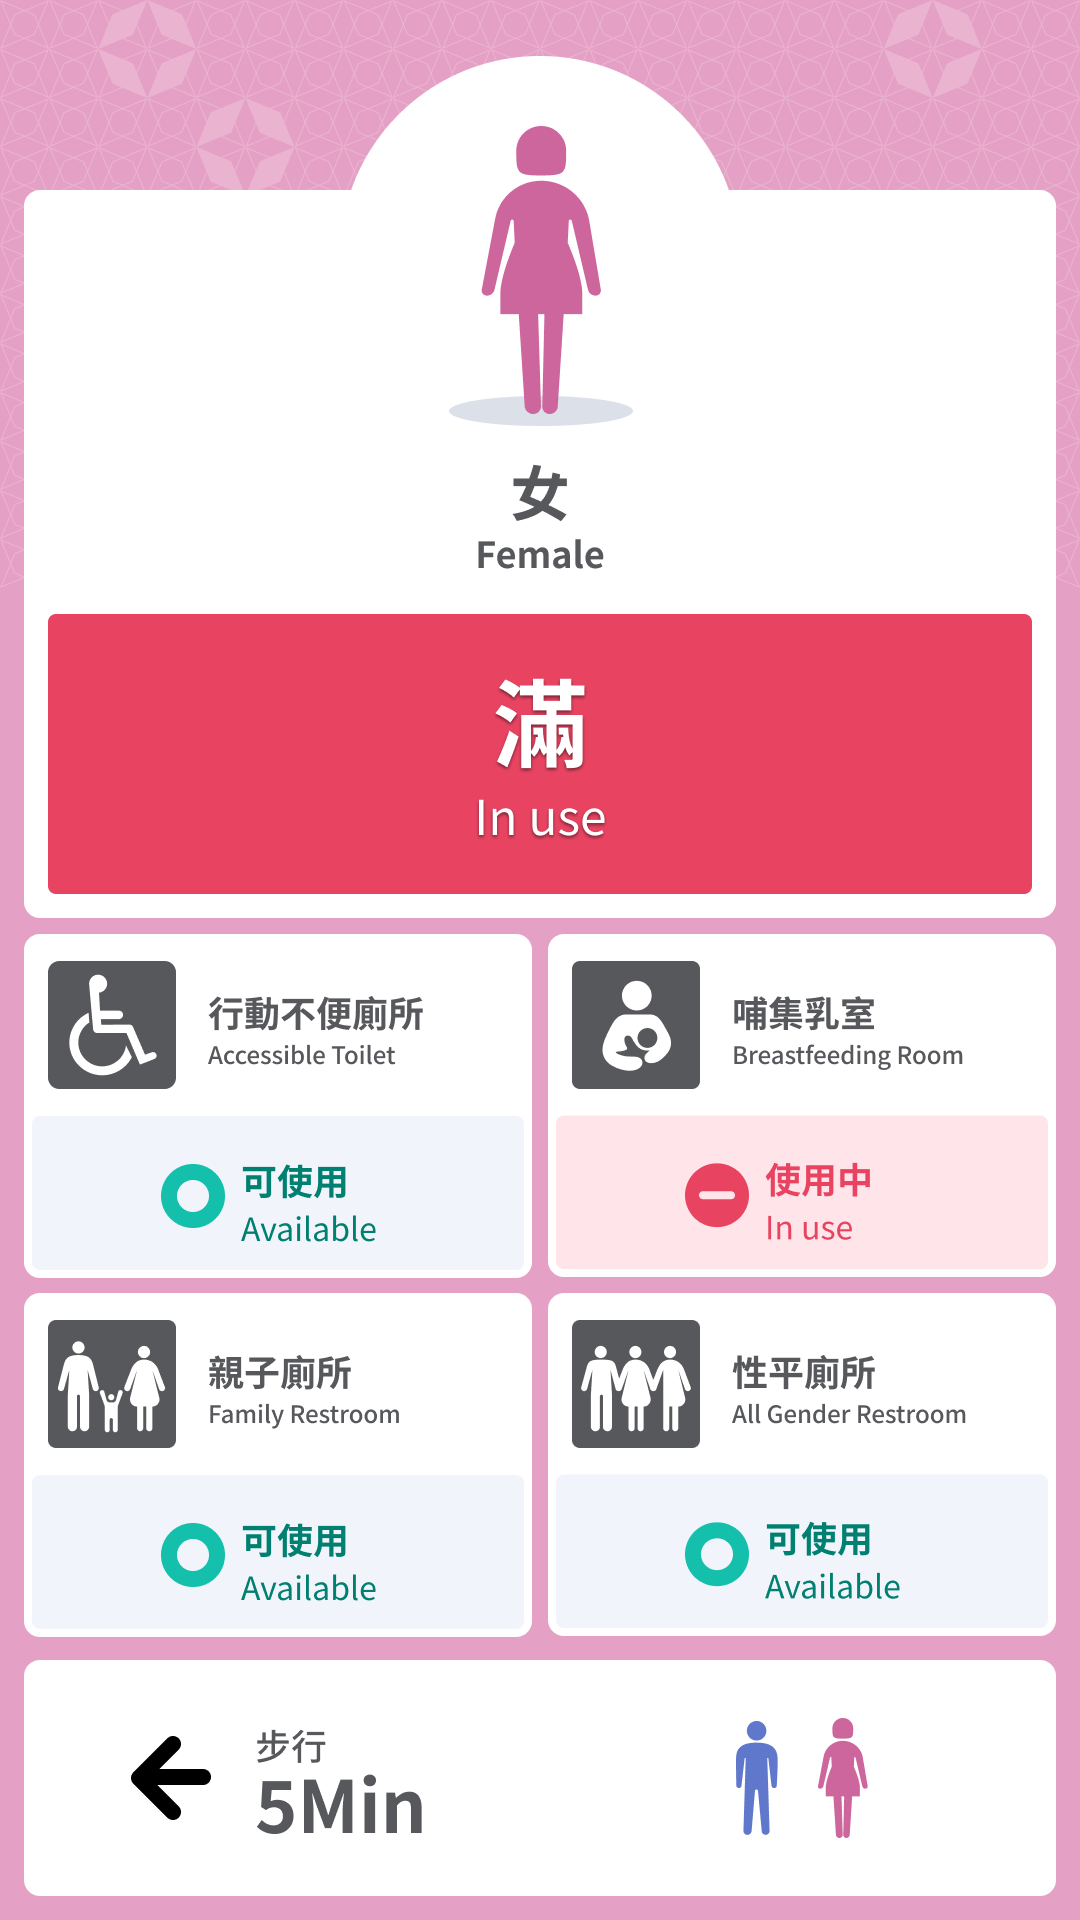 女
Female
滿
In use
行動不便廁所
Accessible Toilet
可使用
Available
哺集乳室
Breastfeeding Room
使用中
In use
親子廁所
Family Restroom
可使用
Available
性平廁所
All Gender Restroom
可使用
Available
步行
5Min